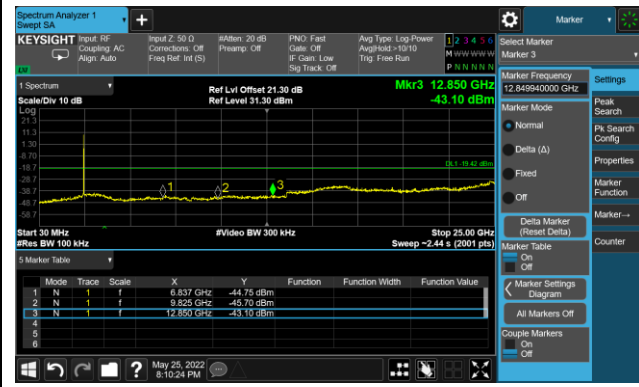 Spectrum Analyzer 1
Swept SA
+
Marker
KEYSIGHT
Input: RF
Coupling: AC
Align: Auto
Input Z: 50 Ω
Corrections: Off
Freq Ref: Int (S)
#Atten: 20 dB
Preamp: Off
PNO: Fast
Gate: Off
IF Gain: Low
Sig Track: Off
Avg Type: Log-Power
Avg|Hold:>10/10
Trig: Free Run
1 2 3 4 5 6
M W W W W W
P N N N N N
Select Marker
Marker 3
1 Spectrum
Scale/Div 10 dB
Ref Lvl Offset 21.30 dB
Ref Level 31.30 dBm
Mkr3 12.850 GHz
-43.10 dBm
Log
21.3
11.3
1.30
-8.70
-18.7
-28.7
-38.7
-48.7
-58.7
DL1 -19.42 dBm
1
2
3
Start 30 MHz
#Res BW 100 kHz
#Video BW 300 kHz
Stop 25.00 GHz
Sweep ~2.44 s (2001 pts)
5 Marker Table
Mode Trace Scale X Y Function Function Width Function Value
1 N 1 f 6.837 GHz -44.75 dBm
2 N 1 f 9.825 GHz -45.70 dBm
3 N 1 f 12.850 GHz -43.10 dBm
4
5
6
Marker Frequency
12.849940000 GHz
Marker Mode
Normal
Delta (Δ)
Fixed
Off
Delta Marker
(Reset Delta)
Marker Table
On
Off
Marker Settings
Diagram
All Markers Off
Couple Markers
On
Off
Settings
Peak
Search
Pk Search
Config
Properties
Marker
Function
Marker→
Counter
?
May 25, 2022
8:10:24 PM